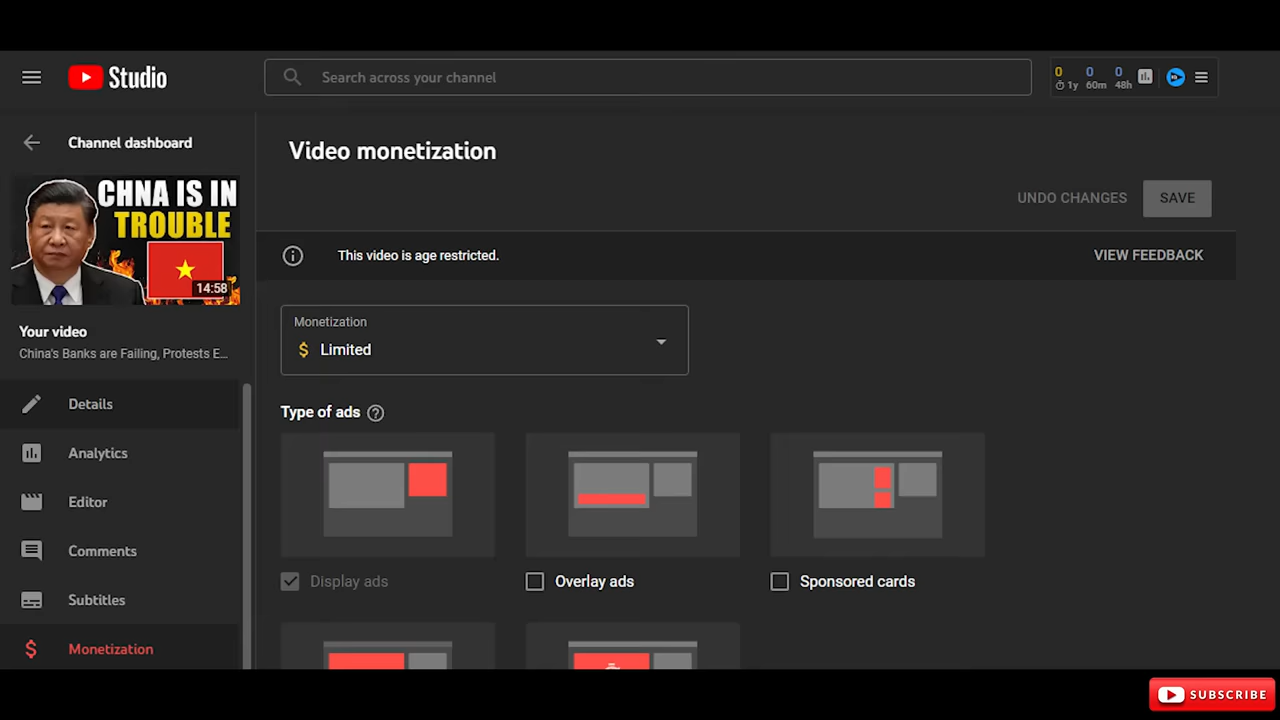 Studio
Search across your channel
0 0 0
1y 60m 48h
Channel dashboard
Video monetization
UNDO CHANGES
SAVE
CHNA IS IN
TROUBLE
14:58
This video is age restricted.
VIEW FEEDBACK
Your video
China's Banks are Failing, Protests E...
Monetization
$ Limited
Details
Type of ads ?
Analytics
Editor
Comments
Display ads
Overlay ads
Sponsored cards
Subtitles
$ Monetization
SUBSCRIBE